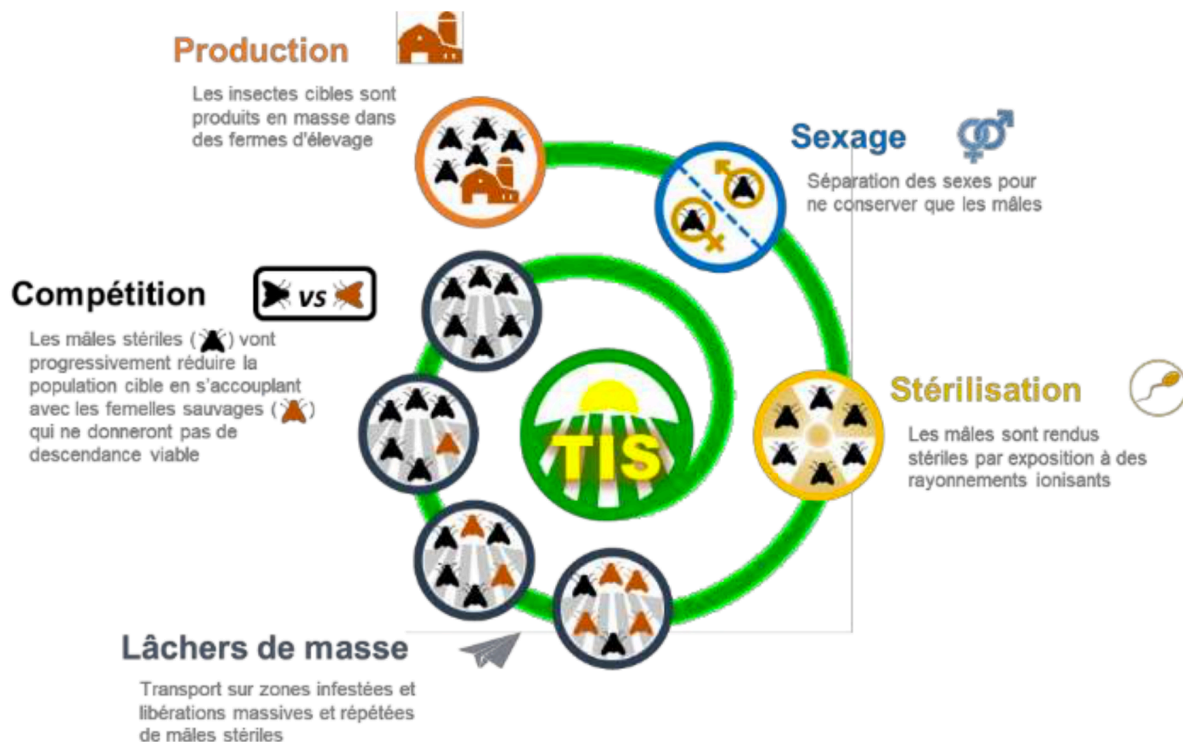 Production
Les insectes cibles sont
produits en masse dans
des fermes d'élevage
Sexage
Séparation des sexes pour
ne conserver que les mâles
Stérilisation
Les mâles sont rendus
stériles par exposition à des
rayonnements ionisants
Lâchers de masse
Transport sur zones infestées et
libérations massives et répétées
de mâles stériles
Compétition
vs
Les mâles stériles ( ) vont
progressivement réduire la
population cible en s'accouplant
avec les femelles sauvages ( )
qui ne donneront pas de
descendance viable
TIS